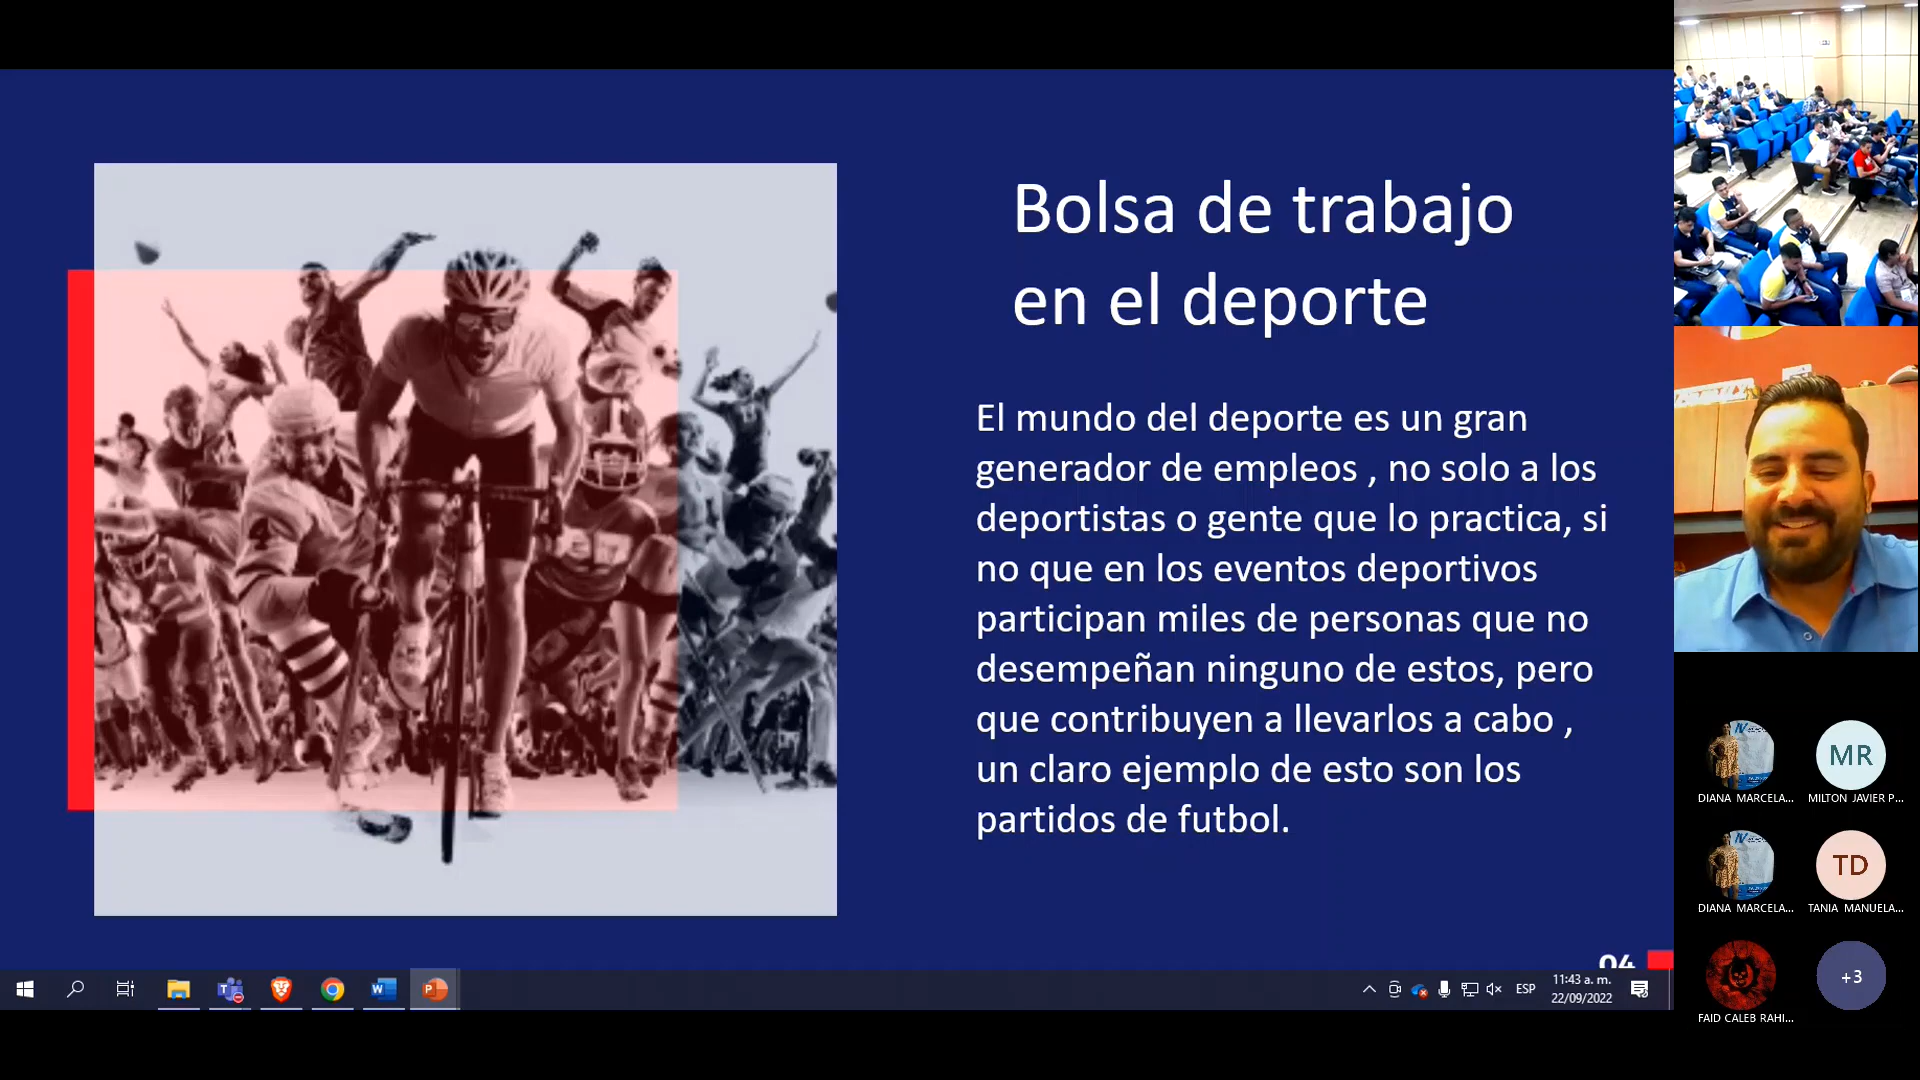 Bolsa de trabajo
en el deporte
El mundo del deporte es un gran
generador de empleos , no solo a los
deportistas o gente que lo practica, si
no que en los eventos deportivos
participan miles de personas que no
desempeñan ninguno de estos, pero
que contribuyen a llevarlos a cabo ,
un claro ejemplo de esto son los
partidos de futbol.
04
ESP
11:43 a. m.
22/09/2022
MR
DIANA MARCELA...
MILTON JAVIER P...
TD
DIANA MARCELA...
TANIA MANUELA...
+3
FAID CALEB RAHI...